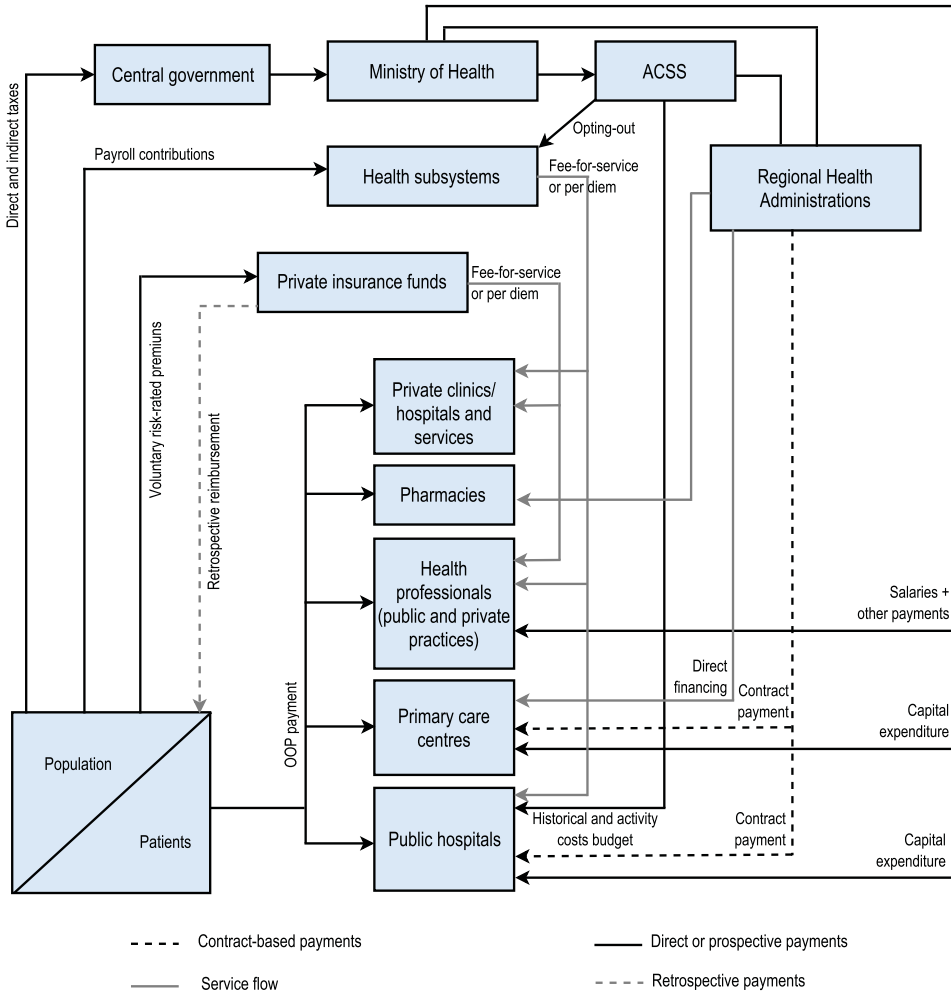 Central government
Ministry of Health
ACSS
Direct and indirect taxes
Opting-out
Payroll contributions
Health subsystems
Fee-for-service
or per diem
Regional Health
Administrations
Private insurance funds
Fee-for-service
or per diem
Voluntary risk-rated premiuns
Retrospective reimbursement
Private clinics/
hospitals and
services
Pharmacies
Health
professionals
(public and private
practices)
Salaries +
other payments
Direct
financing
OOP payment
Primary care
centres
Contract
payment
Capital
expenditure
Population
Patients
Public hospitals
Historical and activity
costs budget
Contract
payment
Capital
expenditure
Contract-based payments
Direct or prospective payments
Service flow
Retrospective payments